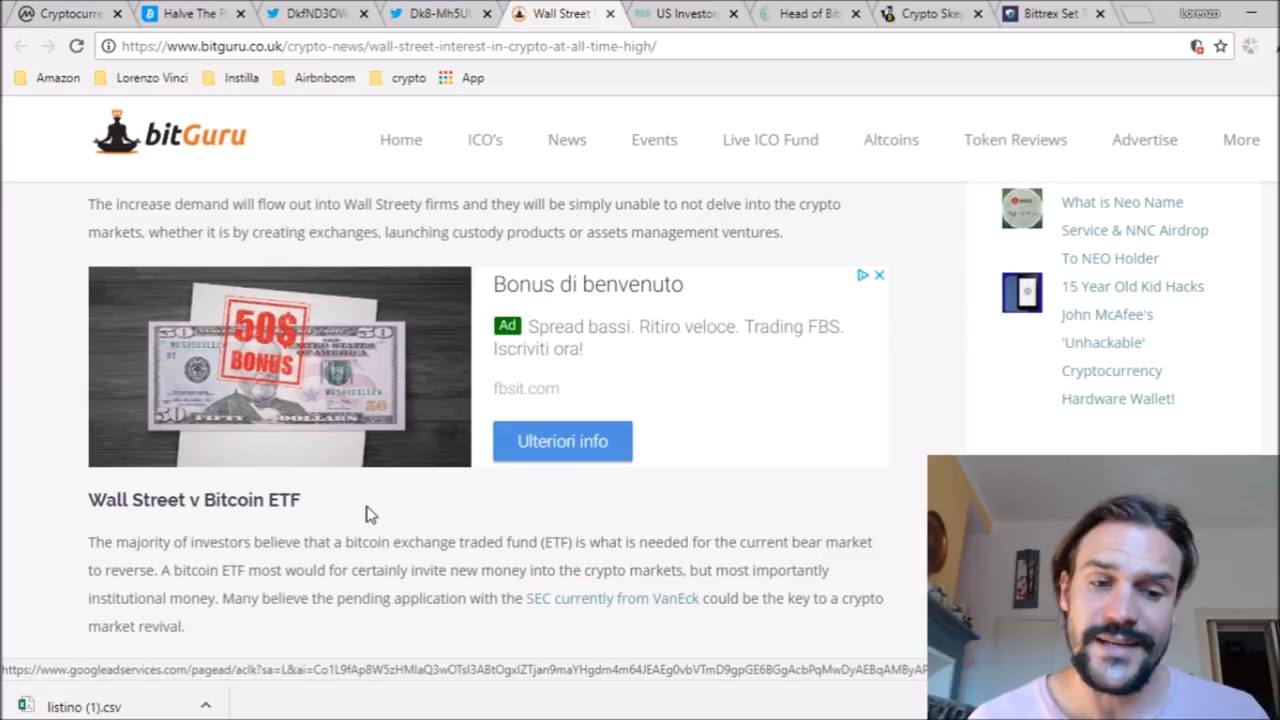 Cryptocurre
Halve The R
DkfND3OW
Dk8-Mh5U
Wall Street
US Investor
Head of Bit
Crypto Ske
Bittrex Set T
Lorenzo
https://www.bitguru.co.uk/crypto-news/wall-street-interest-in-crypto-at-all-time-high/
Amazon
Lorenzo Vinci
Instilla
Airbnboom
crypto
App
bitGuru
Home
ICO's
News
Events
Live ICO Fund
Altcoins
Token Reviews
Advertise
More
The increase demand will flow out into Wall Streety firms and they will be simply unable to not delve into the crypto
markets, whether it is by creating exchanges, launching custody products or assets management ventures.
50$
BONUS
50
50
50
FIFTY DOLLARS
Bonus di benvenuto
Ad Spread bassi. Ritiro veloce. Trading FBS.
Iscriviti ora!
fbsit.com
Ulteriori info
What is Neo Name
Service & NNC Airdrop
To NEO Holder
15 Year Old Kid Hacks
John McAfee's
'Unhackable'
Cryptocurrency
Hardware Wallet!
Wall Street v Bitcoin ETF
The majority of investors believe that a bitcoin exchange traded fund (ETF) is what is needed for the current bear market
to reverse. A bitcoin ETF most would for certainly invite new money into the crypto markets, but most importantly
institutional money. Many believe the pending application with the SEC currently from VanEck could be the key to a crypto
market revival.
listino (1).csv